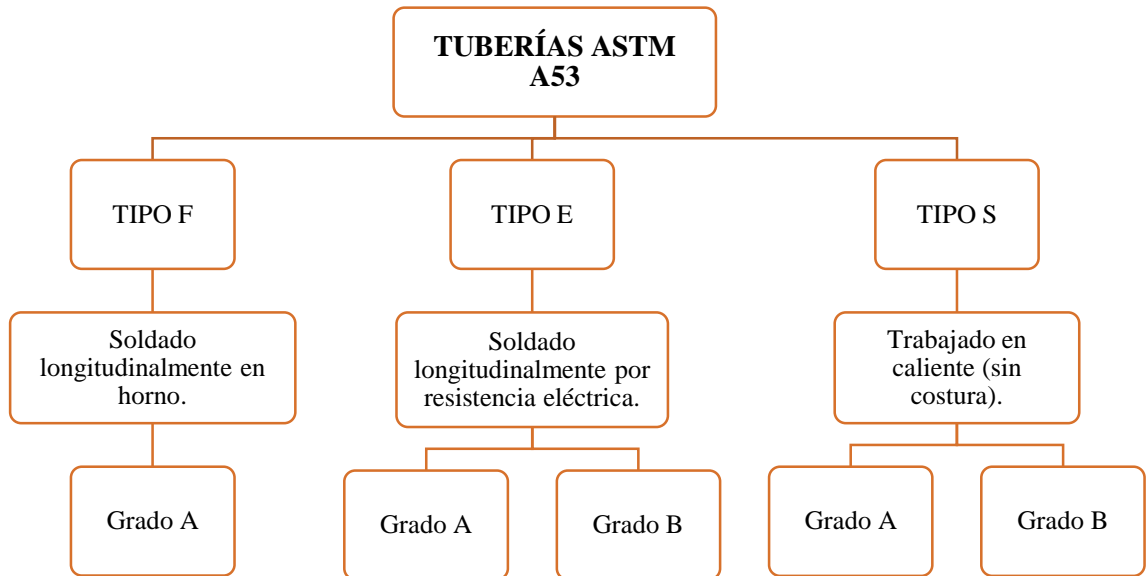 TUBERÍAS ASTM
A53
TIPO F
TIPO E
TIPO S
Soldado
longitudinalmente en
horno.
Soldado
longitudinalmente por
resistencia eléctrica.
Trabajado en
caliente (sin
costura).
Grado A
Grado A
Grado B
Grado A
Grado B